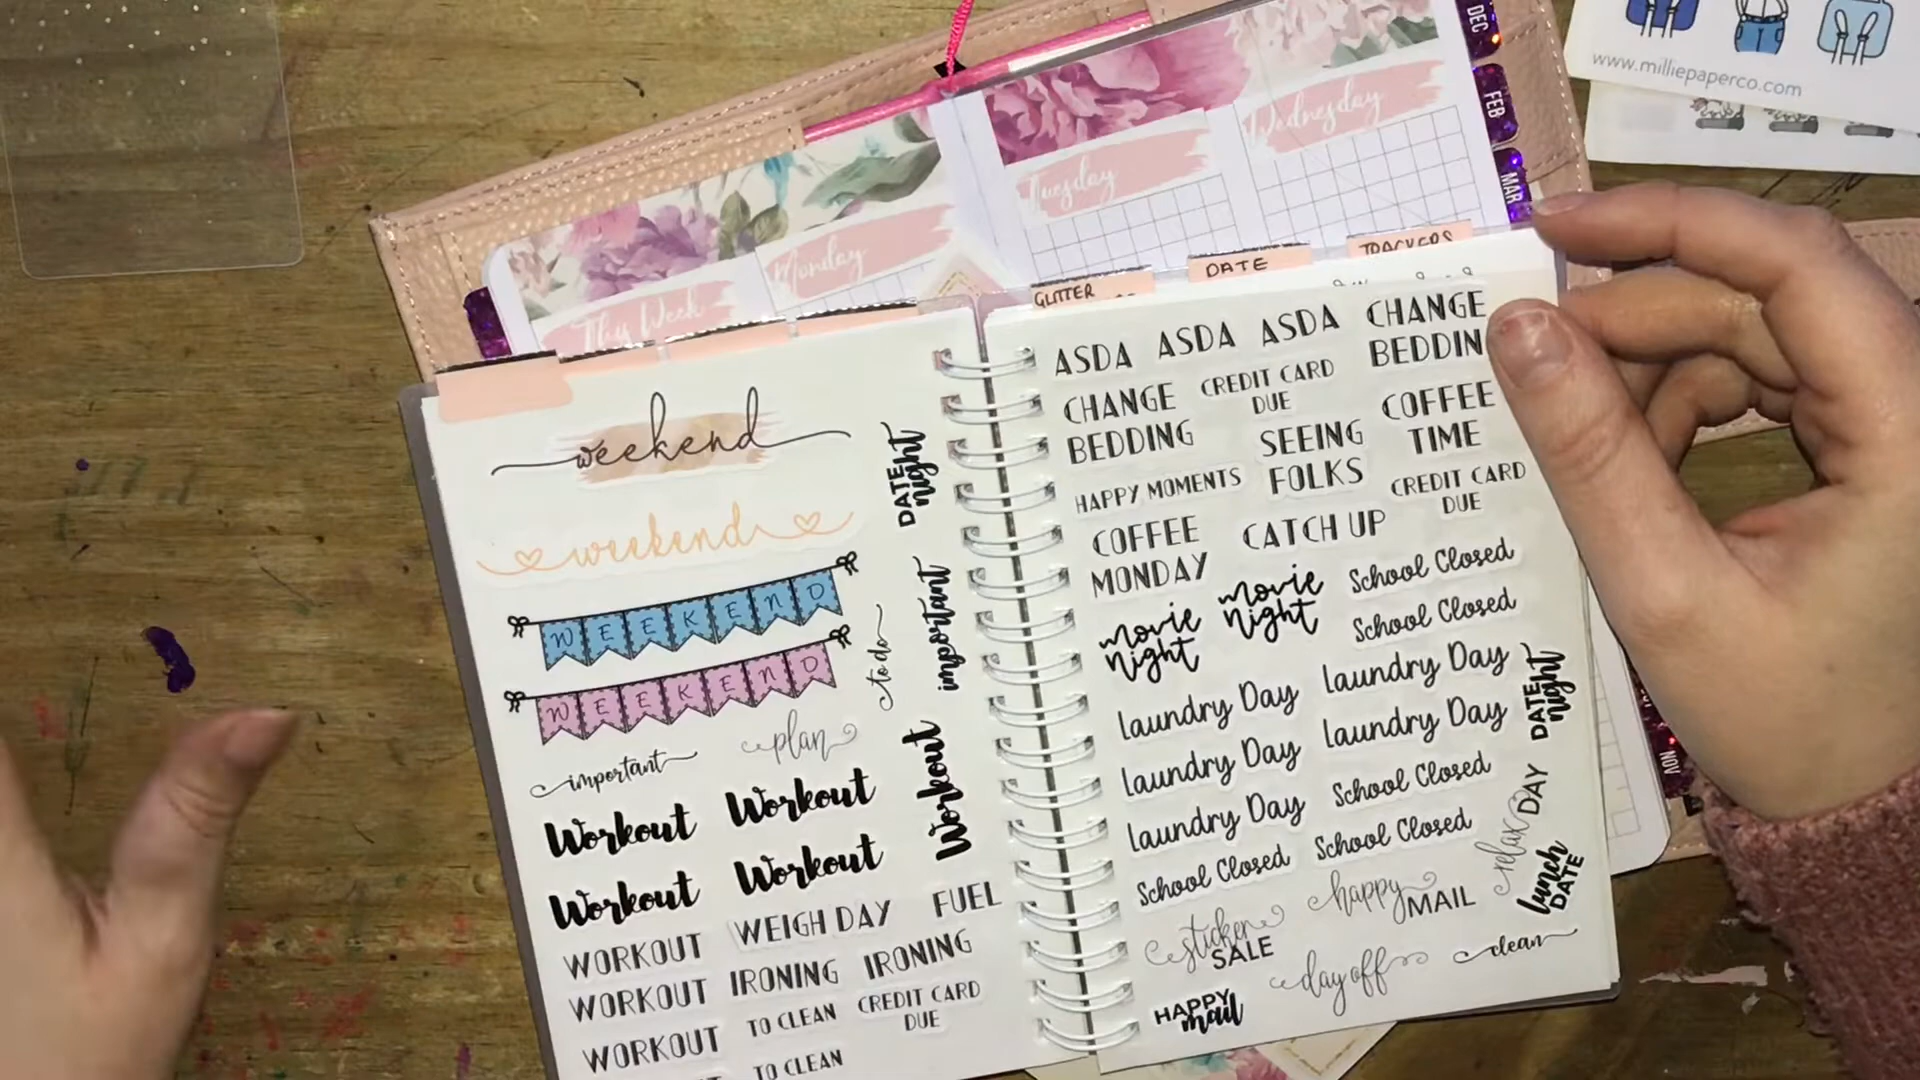 DEC
FEB
MAR
www.milliepaperco.com
Wednesday
Tuesday
Monday
This Week
GLITTER
DATE
TRACKERS
weekend
weekend
WEEKEND
WEEKEND
DATE night
important
to do
important
plan
Workout
Workout
Workout
Workout
Workout
WORKOUT
WEIGH DAY
FUEL
WORKOUT
IRONING
IRONING
WORKOUT
TO CLEAN
CREDIT CARD
DUE
TO CLEAN
ASDA
ASDA
ASDA
CHANGE
BEDDIN
CHANGE
BEDDING
CREDIT CARD
DUE
COFFEE
TIME
SEEING
FOLKS
HAPPY MOMENTS
CREDIT CARD
DUE
COFFEE
MONDAY
CATCH UP
movie
night
movie
night
School Closed
School Closed
Laundry Day
Laundry Day
Laundry Day
Laundry Day
Laundry Day
School Closed
School Closed
School Closed
DATE night
relax DAY
lunch DATE
sticker
SALE
happy MAIL
day off
clean
HAPPY
mail
NOV